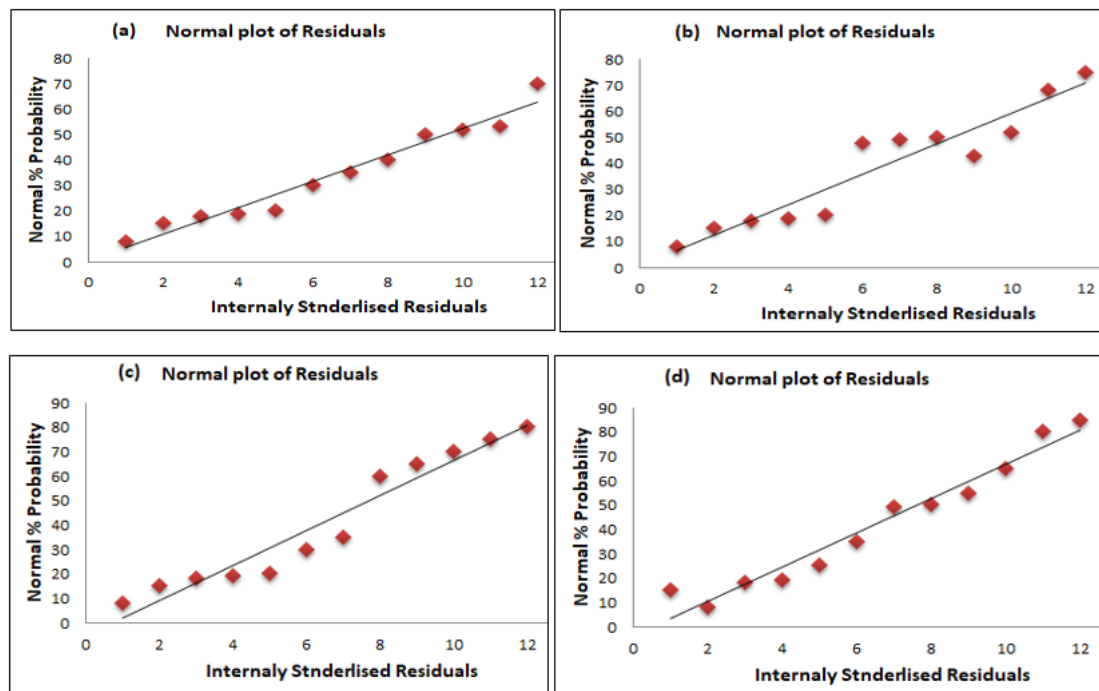 (a) Normal plot of Residuals
80
70
60
50
40
30
20
10
0
Normal % Probability
0 2 4 6 8 10 12
Internaly Stnderlised Residuals
(b) Normal plot of Residuals
80
70
60
50
40
30
20
10
0
Normal % Probability
0 2 4 6 8 10 12
Internaly Stnderlised Residuals
(c) Normal plot of Residuals
90
80
70
60
50
40
30
20
10
0
Normal % Probability
0 2 4 6 8 10 12
Internaly Stnderlised Residuals
(d) Normal plot of Residuals
90
80
70
60
50
40
30
20
10
0
Normal % Probability
0 2 4 6 8 10 12
Internaly Stnderlised Residuals